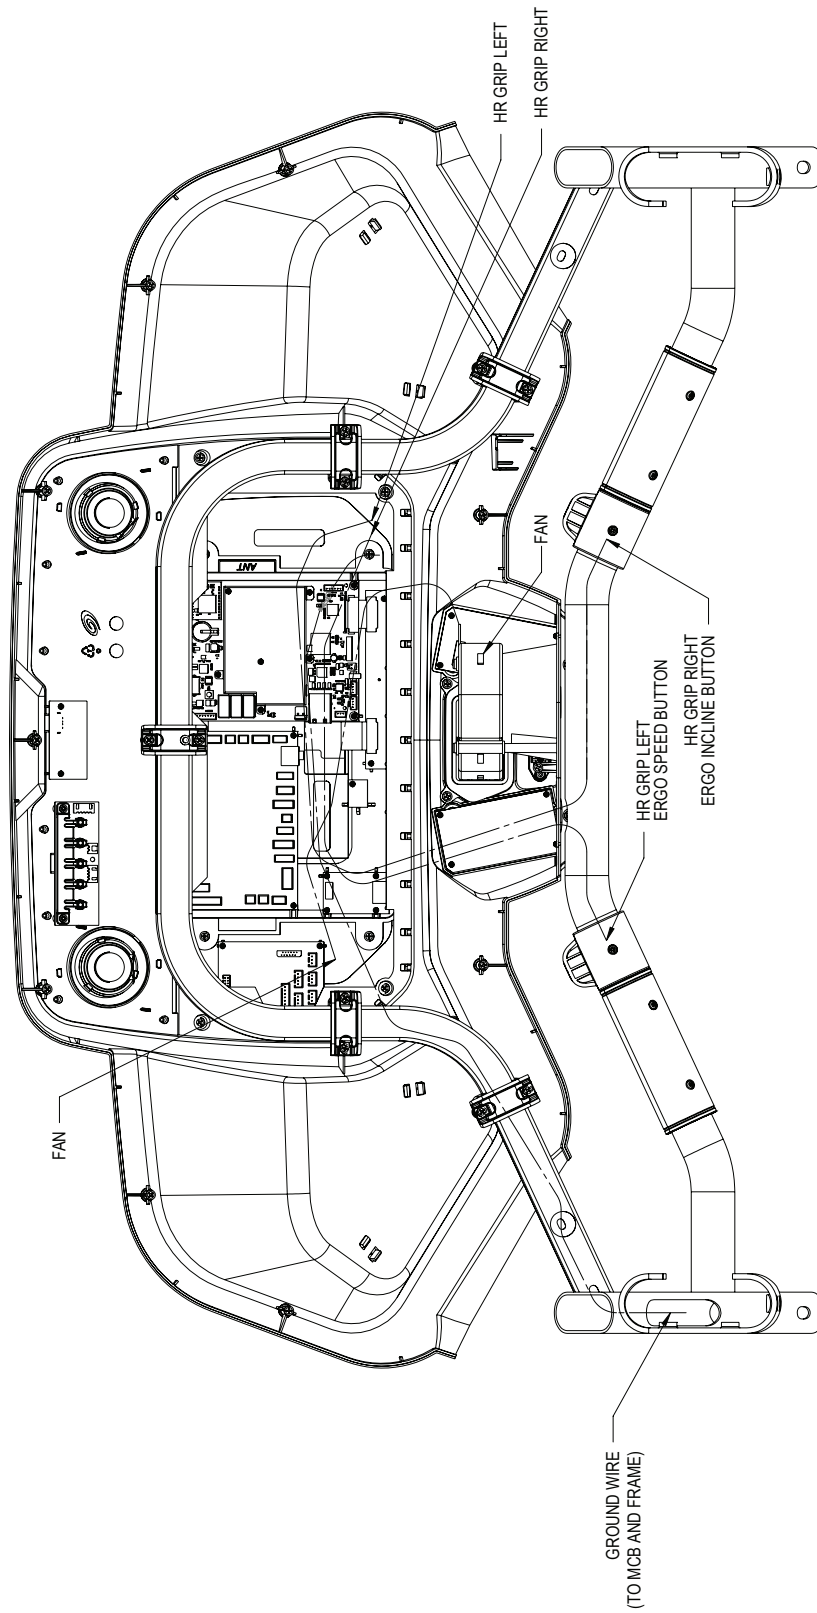 HR GRIP LEFT
HR GRIP RIGHT
FAN
ANT
HR GRIP RIGHT
ERGO INCLINE BUTTON
HR GRIP LEFT
ERGO SPEED BUTTON
FAN
GROUND WIRE
(TO MCB AND FRAME)